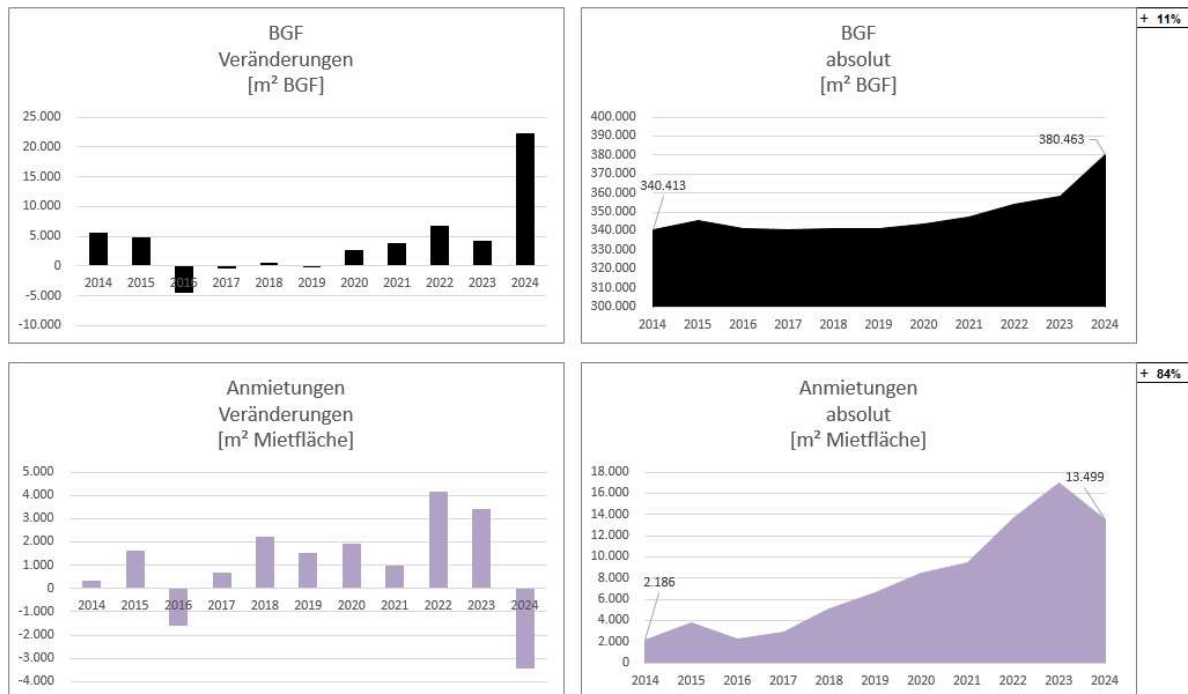 BGF
Veränderungen
[m² BGF]
25.000
20.000
15.000
10.000
5.000
0
-5.000
-10.000
2014 2015 2016 2017 2018 2019 2020 2021 2022 2023 2024
BGF
absolut
[m² BGF]
400.000
390.000
380.000
370.000
360.000
350.000
340.000
330.000
320.000
310.000
300.000
340.413
380.463
2014 2015 2016 2017 2018 2019 2020 2021 2022 2023 2024
+ 11%
Anmietungen
Veränderungen
[m² Mietfläche]
5.000
4.000
3.000
2.000
1.000
0
-1.000
-2.000
-3.000
-4.000
2014 2015 2016 2017 2018 2019 2020 2021 2022 2023 2024
Anmietungen
absolut
[m² Mietfläche]
18.000
16.000
14.000
12.000
10.000
8.000
6.000
4.000
2.000
0
2.186
13.499
2014 2015 2016 2017 2018 2019 2020 2021 2022 2023 2024
+ 84%